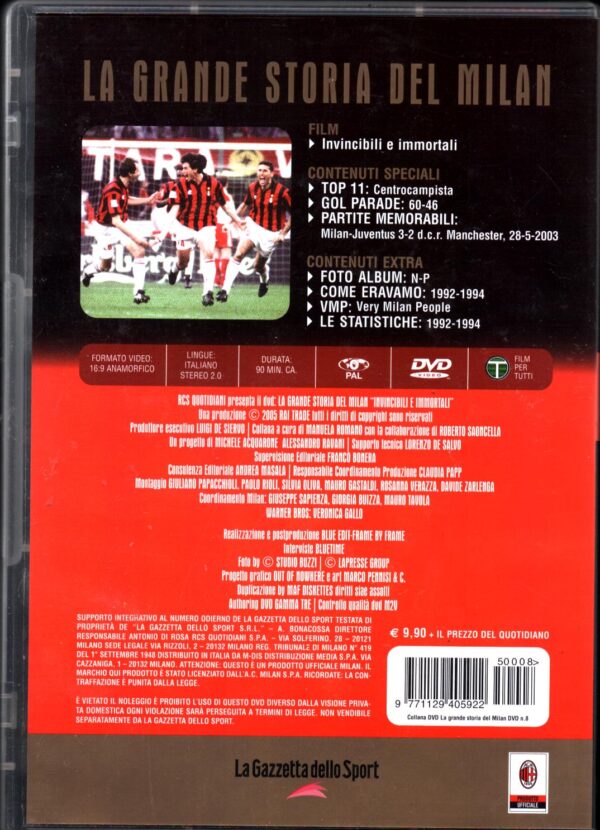 LA GRANDE STORIA DEL MILAN
FILM
Invincibili e immortali
CONTENUTI SPECIALI
TOP 11: Centrocampista
GOL PARADE: 60-46
PARTITE MEMORABILI:
Milan-Juventus 3-2 d.c.r. Manchester, 28-5-2003
CONTENUTI EXTRA
FOTO ALBUM: N-P
COME ERAVAMO: 1992-1994
VMP: Very Milan People
LE STATISTICHE: 1992-1994
FORMATO VIDEO:
16:9 ANAMORFICO
LINGUE:
ITALIANO
STEREO 2.0
DURATA:
90 MIN. CA.
PAL
DVD
VIDEO
T
FILM
PER
TUTTI
RCS QUOTIDIANI presenta il dvd: LA GRANDE STORIA DEL MILAN "INVINCIBILI E IMMORTALI"
Una produzione © 2005 RAI TRADE tutti i diritti di copyright sono riservati
Produttore esecutivo LUIGI DE SIERVO | Collana a cura di MANUELA ROMANO con la collaborazione di ROBERTO SAONCELLA
Un progetto di MICHELE ACQUARONE ALESSANDRO RAVANI | Supporto tecnico LORENZO DE SALVO
Supervisione Editoriale FRANCO BONERA
Consulenza Editoriale ANDREA MASALA | Responsabile Coordinamento Produzione CLAUDIA PAPP
Montaggio GIULIANO PAPACCHIOLI, PAOLO RIOLI, SILVIA OLIVA, MAURO GASTALDI, ROSANNA VERAZZA, DAVIDE ZARLENGA
Coordinamento Milan: GIUSEPPE SAPIENZA, GIORGIA BUIZZA, MAURO TAVOLA
WARNER BROS: VERONICA GALLO
Realizzazione e postproduzione BLUE EDIT-FRAME BY FRAME
Interviste BLUETIME
Foto by © STUDIO BUZZI | © LAPRESSE GROUP
Progetto grafico OUT OF NOWHERE e art MARCO PENNISI & C.
Duplicazione by MAF DISKETTES diritti siae assolti
Authoring DVD GAMMA TRE | Controllo qualità dvd M2V
SUPPORTO INTEGRATIVO AL NUMERO ODIERNO DE LA GAZZETTA DELLO SPORT TESTATA DI
PROPRIETÀ DE "LA GAZZETTA DELLO SPORT S.R.L." – A. BONACOSSA DIRETTORE
RESPONSABILE ANTONIO DI ROSA RCS QUOTIDIANI S.P.A. – VIA SOLFERINO, 28 – 20121
MILANO SEDE LEGALE VIA RIZZOLI, 2 – 20132 MILANO REG. TRIBUNALE DI MILANO N° 419
DEL 1° SETTEMBRE 1948 DISTRIBUITO IN ITALIA DA M-DIS DISTRIBUZIONE MEDIA S.P.A. VIA
CAZZANIGA, 1 – 20132 MILANO. ATTENZIONE: QUESTO È UN PRODOTTO UFFICIALE MILAN. IL
MARCHIO QUI PRODOTTO È STATO LICENZIATO DALL'A.C. MILAN S.P.A. RICORDATE: LA CON-
TRAFFAZIONE È PUNITA DALLA LEGGE.
È VIETATO IL NOLEGGIO È PROIBITO L'USO DI QUESTO DVD DIVERSO DALLA VISIONE PRIVA-
TA DOMESTICA OGNI VIOLAZIONE SARÀ PERSEGUITA A TERMINI DI LEGGE. NON VENDIBILE
SEPARATAMENTE DA LA GAZZETTA DELLO SPORT.
€ 9,90 + IL PREZZO DEL QUOTIDIANO
50008>
9 771129 405922
Collana DVD La grande storia del Milan DVD n.8
La Gazzetta dello Sport
PRODOTTO
UFFICIALE